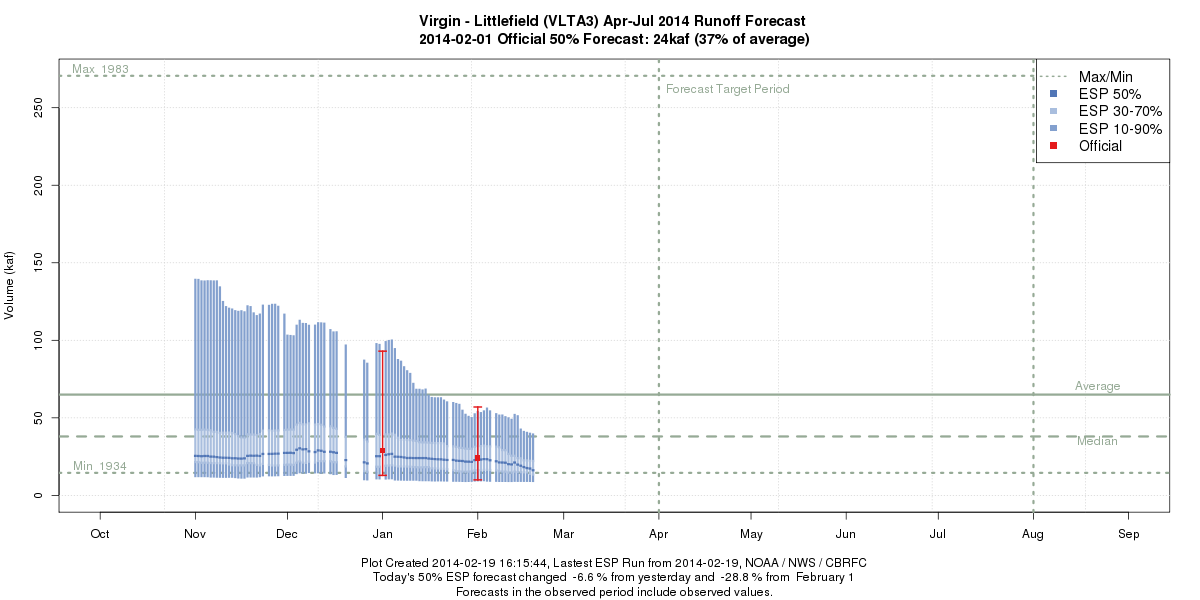 Virgin - Littlefield (VLTA3) Apr-Jul 2014 Runoff Forecast
2014-02-01 Official 50% Forecast: 24kaf (37% of average)
Max 1983
Forecast Target Period
Max/Min
ESP 50%
ESP 30-70%
ESP 10-90%
Official
Average
Median
Min 1934
Volume (kaf)
250
200
150
100
50
0
Oct Nov Dec Jan Feb Mar Apr May Jun Jul Aug Sep
Plot Created 2014-02-19 16:15:44, Lastest ESP Run from 2014-02-19, NOAA / NWS / CBRFC
Today's 50% ESP forecast changed -6.6 % from yesterday and -28.8 % from February 1
Forecasts in the observed period include observed values.